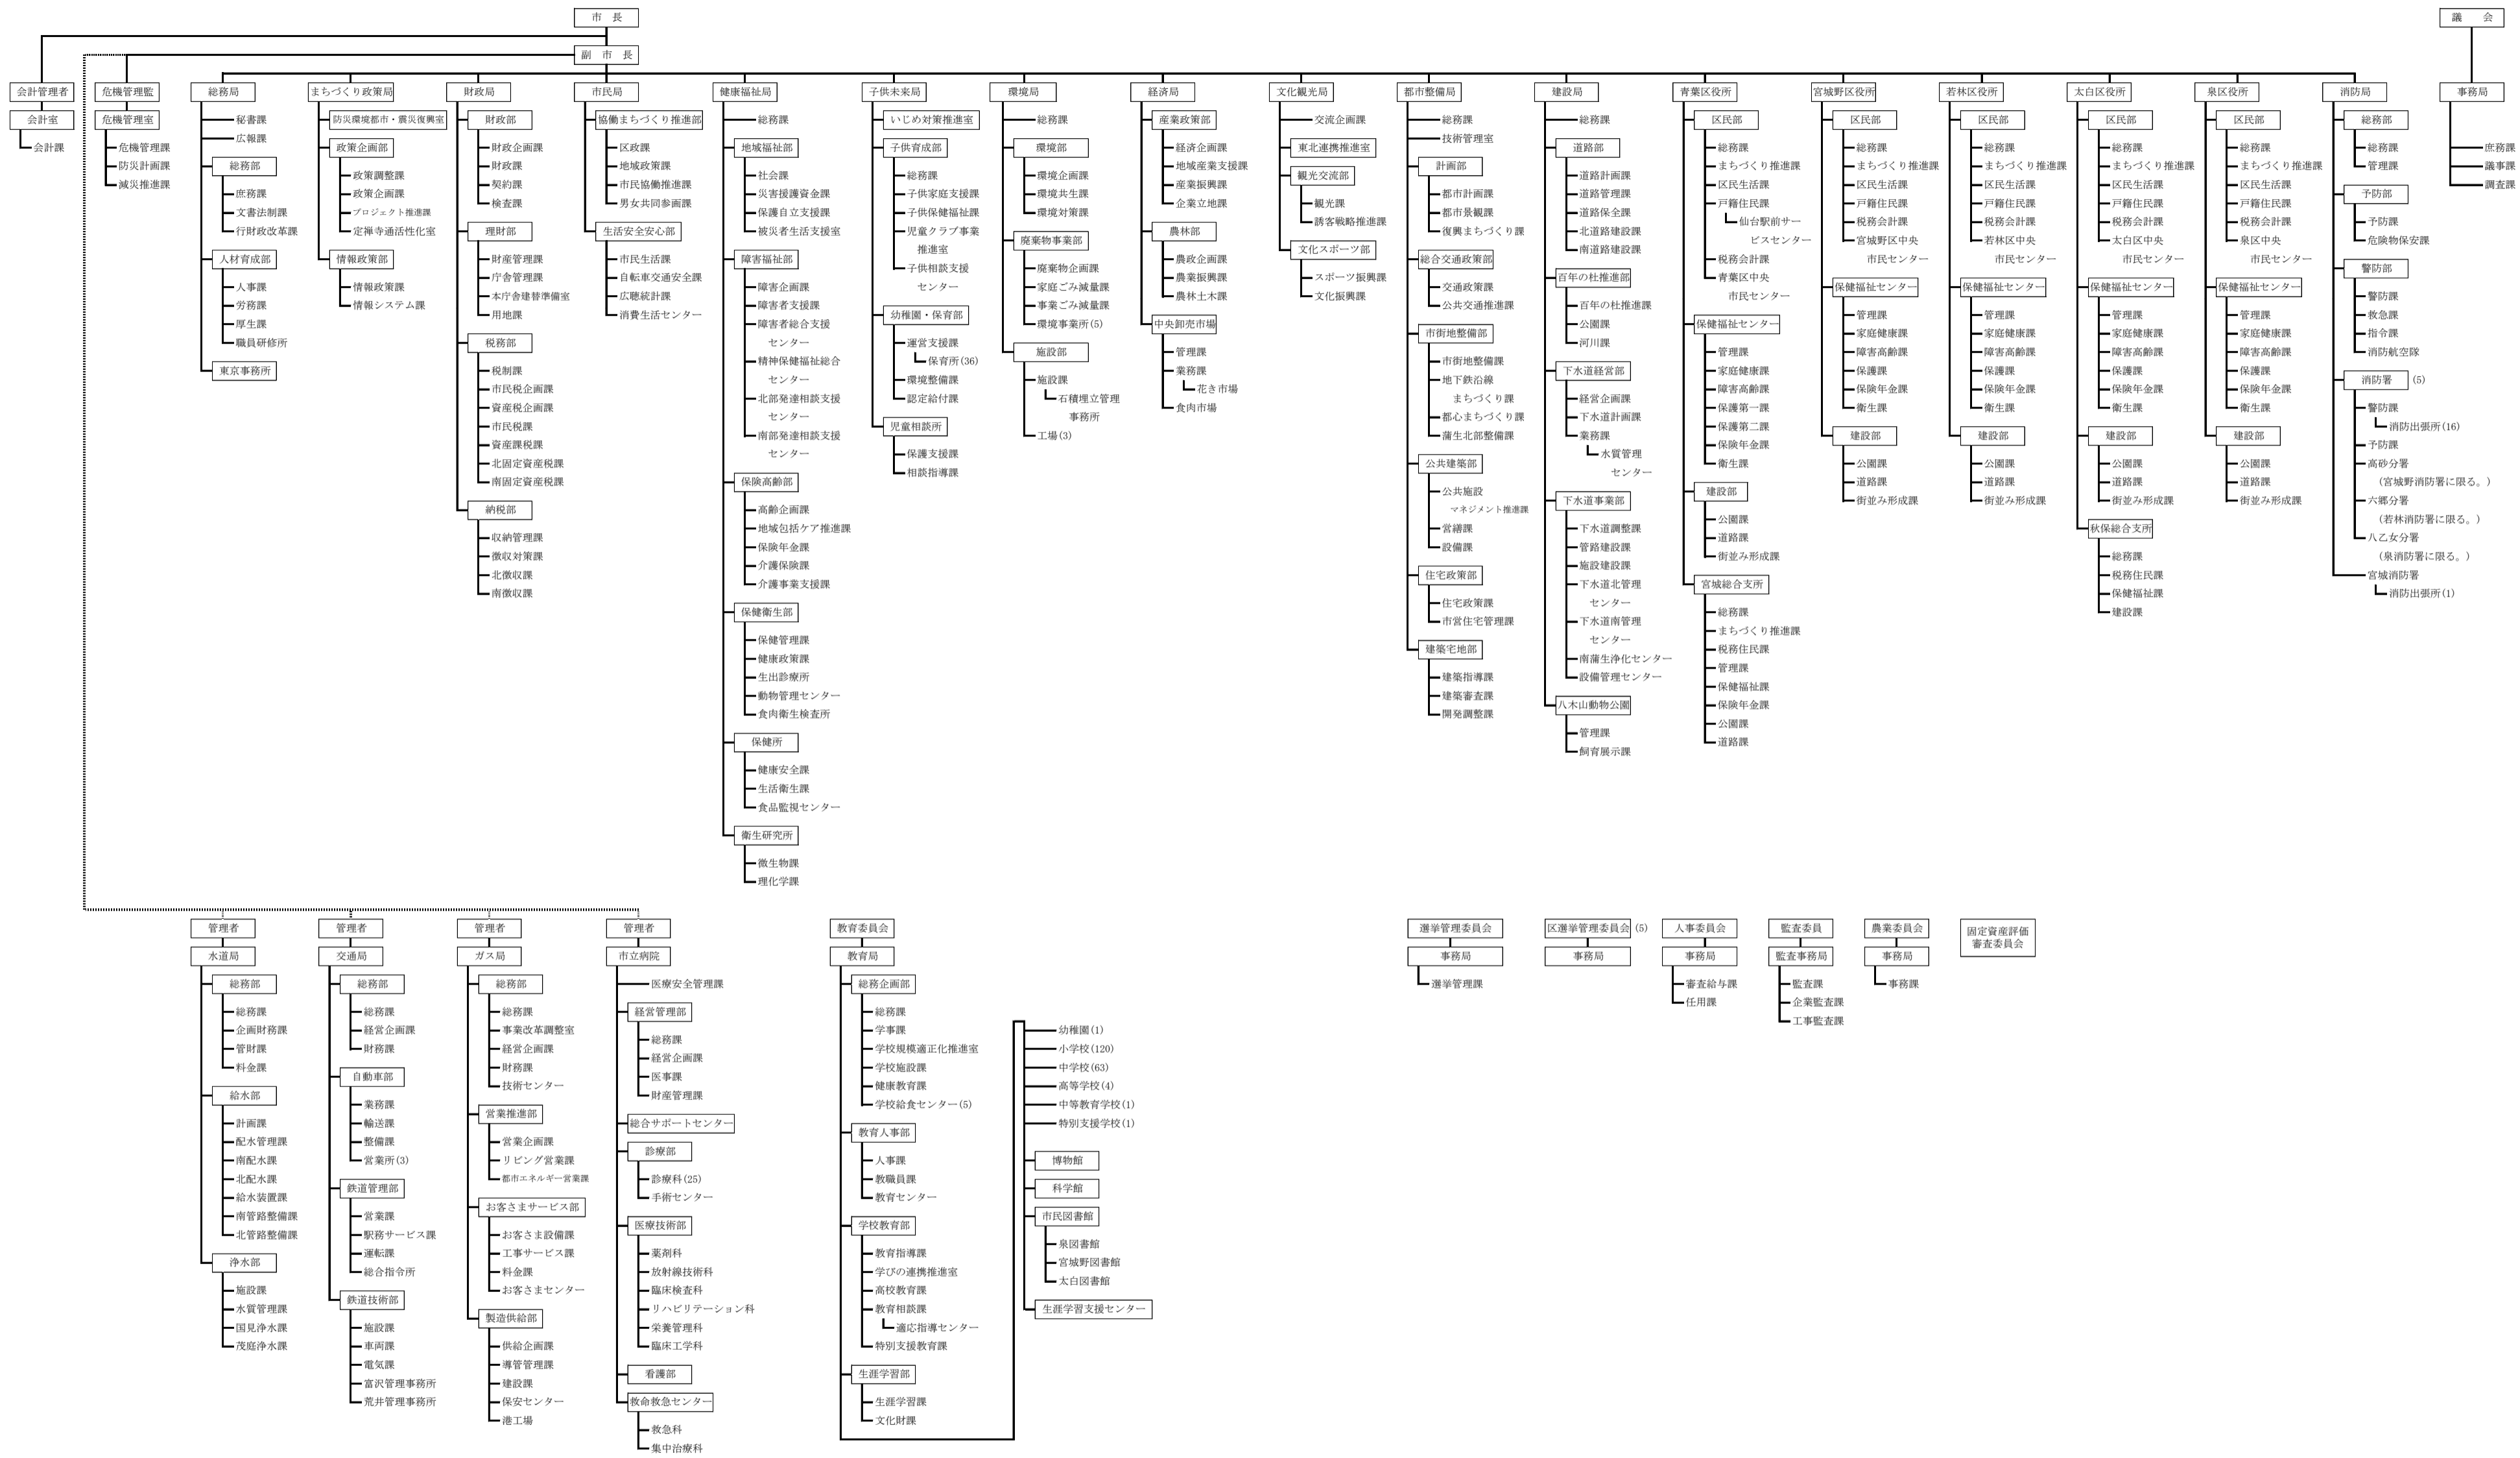 市　長
副　市　長
議　　会
会計管理者
会計室
会計課
危機管理監
危機管理室
危機管理課
防災計画課
減災推進課
総務局
秘書課
広報課
総務部
庶務課
文書法制課
行財政改革課
人材育成部
人事課
労務課
厚生課
職員研修所
東京事務所
まちづくり政策局
防災環境都市・震災復興室
政策企画部
政策調整課
政策企画課
プロジェクト推進課
定禅寺通活性化室
情報政策部
情報政策課
情報システム課
財政局
財政部
財政企画課
財政課
契約課
検査課
理財部
財産管理課
庁舎管理課
本庁舎建替準備室
用地課
税務部
税制課
市民税企画課
資産税企画課
市民税課
資産課税課
北固定資産税課
南固定資産税課
納税部
収納管理課
徴収対策課
北徴収課
南徴収課
市民局
協働まちづくり推進部
区政課
地域政策課
市民協働推進課
男女共同参画課
生活安全安心部
市民生活課
自転車交通安全課
広聴統計課
消費生活センター
健康福祉局
総務課
地域福祉部
社会課
災害援護資金課
保護自立支援課
被災者生活支援室
障害福祉部
障害企画課
障害者支援課
障害者総合支援
センター
精神保健福祉総合
センター
北部発達相談支援
センター
南部発達相談支援
センター
保険高齢部
高齢企画課
地域包括ケア推進課
保険年金課
介護保険課
介護事業支援課
保健衛生部
保健管理課
健康政策課
生出診療所
動物管理センター
食肉衛生検査所
保健所
健康安全課
生活衛生課
食品監視センター
衛生研究所
微生物課
理化学課
子供未来局
いじめ対策推進室
子供育成部
総務課
子供家庭支援課
子供保健福祉課
児童クラブ事業
推進室
子供相談支援
センター
幼稚園・保育部
運営支援課
保育所(36)
環境整備課
認定給付課
児童相談所
保護支援課
相談指導課
環境局
総務課
環境部
環境企画課
環境共生課
環境対策課
廃棄物事業部
廃棄物企画課
家庭ごみ減量課
事業ごみ減量課
環境事業所(5)
施設部
施設課
石積埋立管理
事務所
工場(3)
経済局
産業政策部
経済企画課
地域産業支援課
産業振興課
企業立地課
農林部
農政企画課
農業振興課
農林土木課
中央卸売市場
管理課
業務課
花き市場
食肉市場
文化観光局
交流企画課
東北連携推進室
観光交流部
観光課
誘客戦略推進課
文化スポーツ部
スポーツ振興課
文化振興課
都市整備局
総務課
技術管理室
計画部
都市計画課
都市景観課
復興まちづくり課
総合交通政策部
交通政策課
公共交通推進課
市街地整備部
市街地整備課
地下鉄沿線
まちづくり課
都心まちづくり課
蒲生北部整備課
公共建築部
公共施設
マネジメント推進課
営繕課
設備課
住宅政策部
住宅政策課
市営住宅管理課
建築宅地部
建築指導課
建築審査課
開発調整課
建設局
総務課
道路部
道路計画課
道路管理課
道路保全課
北道路建設課
南道路建設課
百年の杜推進部
百年の杜推進課
公園課
河川課
下水道経営部
経営企画課
下水道計画課
業務課
水質管理
センター
下水道事業部
下水道調整課
管路建設課
施設建設課
下水道北管理
センター
下水道南管理
センター
南蒲生浄化センター
設備管理センター
八木山動物公園
管理課
飼育展示課
青葉区役所
区民部
総務課
まちづくり推進課
区民生活課
戸籍住民課
仙台駅前サー
ビスセンター
税務会計課
青葉区中央
市民センター
保健福祉センター
管理課
家庭健康課
障害高齢課
保護第一課
保護第二課
保険年金課
衛生課
建設部
公園課
道路課
街並み形成課
宮城総合支所
総務課
まちづくり推進課
税務住民課
管理課
保健福祉課
保険年金課
公園課
道路課
宮城野区役所
区民部
総務課
まちづくり推進課
区民生活課
戸籍住民課
税務会計課
宮城野区中央
市民センター
保健福祉センター
管理課
家庭健康課
障害高齢課
保護課
保険年金課
衛生課
建設部
公園課
道路課
街並み形成課
若林区役所
区民部
総務課
まちづくり推進課
区民生活課
戸籍住民課
税務会計課
若林区中央
市民センター
保健福祉センター
管理課
家庭健康課
障害高齢課
保護課
保険年金課
衛生課
建設部
公園課
道路課
街並み形成課
太白区役所
区民部
総務課
まちづくり推進課
区民生活課
戸籍住民課
税務会計課
太白区中央
市民センター
保健福祉センター
管理課
家庭健康課
障害高齢課
保護課
保険年金課
衛生課
建設部
公園課
道路課
街並み形成課
秋保総合支所
総務課
税務住民課
保健福祉課
建設課
泉区役所
区民部
総務課
まちづくり推進課
区民生活課
戸籍住民課
税務会計課
泉区中央
市民センター
保健福祉センター
管理課
家庭健康課
障害高齢課
保護課
保険年金課
衛生課
建設部
公園課
道路課
街並み形成課
消防局
総務部
総務課
管理課
予防部
予防課
危険物保安課
警防部
警防課
救急課
指令課
消防航空隊
消防署 (5)
警防課
消防出張所(16)
予防課
高砂分署
（宮城野消防署に限る。）
六郷分署
（若林消防署に限る。）
八乙女分署
（泉消防署に限る。）
宮城消防署
消防出張所(1)
事務局
庶務課
議事課
調査課
管理者
水道局
総務部
総務課
企画財務課
管財課
料金課
給水部
計画課
配水管理課
南配水課
北配水課
給水装置課
南管路整備課
北管路整備課
浄水部
施設課
水質管理課
国見浄水課
茂庭浄水課
管理者
交通局
総務部
総務課
経営企画課
財務課
自動車部
業務課
輸送課
整備課
営業所(3)
鉄道管理部
営業課
駅務サービス課
運転課
総合指令所
鉄道技術部
施設課
車両課
電気課
富沢管理事務所
荒井管理事務所
管理者
ガス局
総務部
総務課
事業改革調整室
経営企画課
財務課
技術センター
営業推進部
営業企画課
リビング営業課
都市エネルギー営業課
お客さまサービス部
お客さま設備課
工事サービス課
料金課
お客さまセンター
製造供給部
供給企画課
導管管理課
建設課
保安センター
港工場
管理者
市立病院
医療安全管理課
経営管理部
総務課
経営企画課
医事課
財産管理課
総合サポートセンター
診療部
診療科(25)
手術センター
医療技術部
薬剤科
放射線技術科
臨床検査科
リハビリテーション科
栄養管理科
臨床工学科
看護部
救命救急センター
救急科
集中治療科
教育委員会
教育局
総務企画部
総務課
学事課
学校規模適正化推進室
学校施設課
健康教育課
学校給食センター(5)
教育人事部
人事課
教職員課
教育センター
学校教育部
教育指導課
学びの連携推進室
高校教育課
教育相談課
適応指導センター
特別支援教育課
生涯学習部
生涯学習課
文化財課
幼稚園(1)
小学校(120)
中学校(63)
高等学校(4)
中等教育学校(1)
特別支援学校(1)
博物館
科学館
市民図書館
泉図書館
宮城野図書館
太白図書館
生涯学習支援センター
選挙管理委員会
事務局
選挙管理課
区選挙管理委員会 (5)
事務局
人事委員会
事務局
審査給与課
任用課
監査委員
監査事務局
監査課
企業監査課
工事監査課
農業委員会
事務局
事務課
固定資産評価
審査委員会